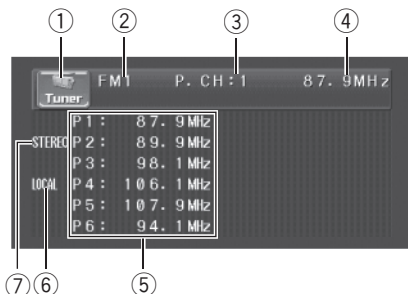 ① ② ③ ④
Tuner FM1 P. CH:1 87. 9MHz
P1: 87. 9MHz
STEREO P2: 89. 9MHz
P3: 98. 1MHz
LOCAL P4: 106. 1MHz
P5: 107. 9MHz
P6: 94. 1MHz
⑦ ⑥ ⑤